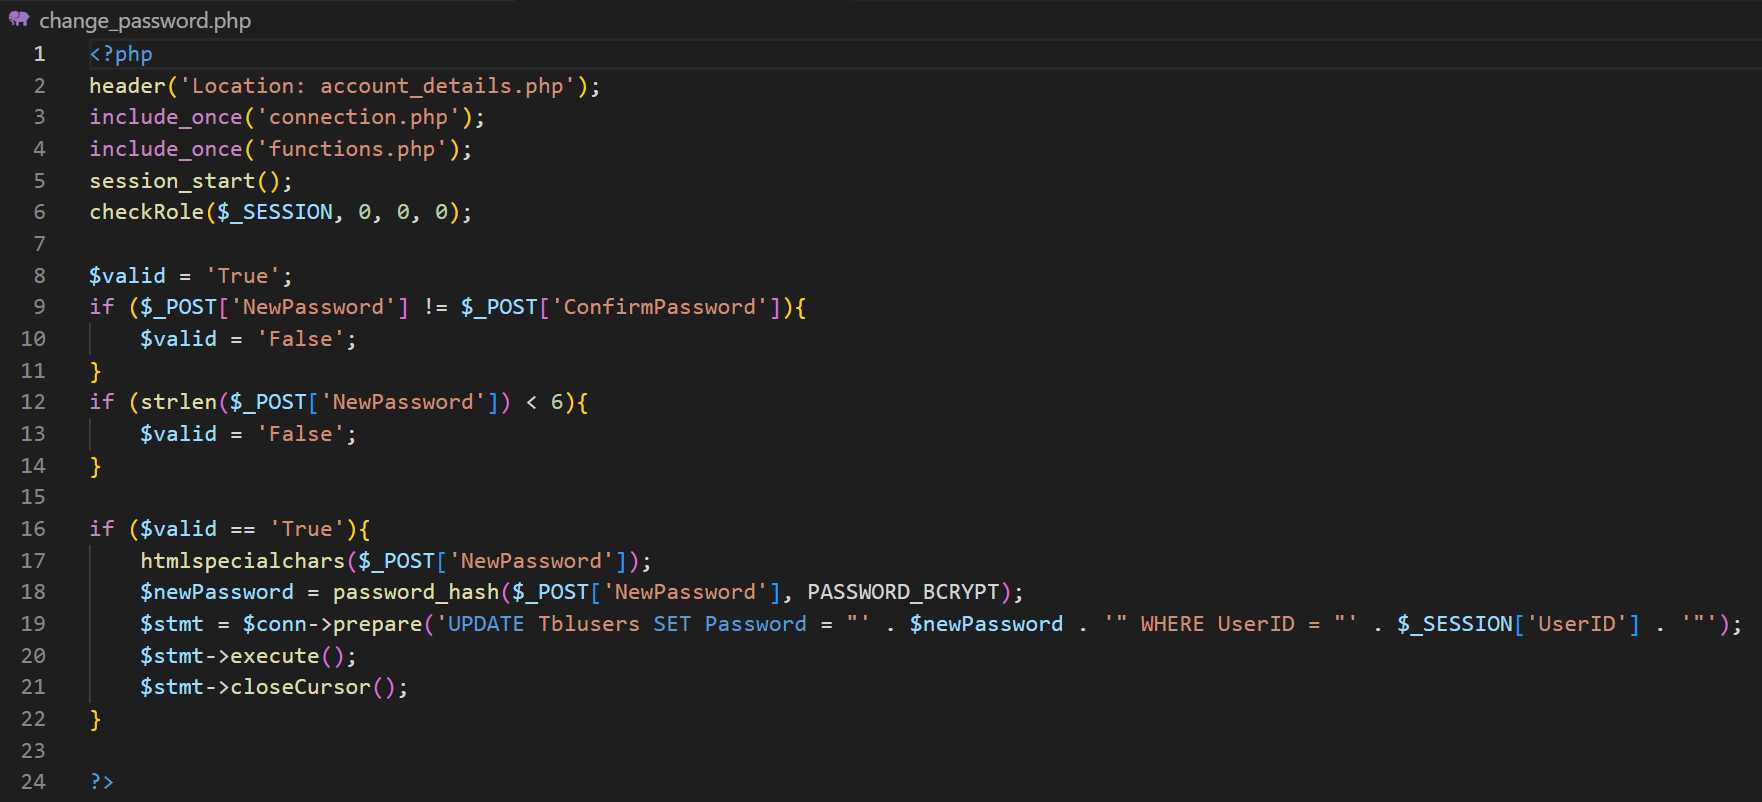 change_password.php
1 <?php
2 header('Location: account_details.php');
3 include_once('connection.php');
4 include_once('functions.php');
5 session_start();
6 checkRole($_SESSION, 0, 0, 0);
7
8 $valid = 'True';
9 if ($_POST['NewPassword'] != $_POST['ConfirmPassword']){
10     $valid = 'False';
11 }
12 if (strlen($_POST['NewPassword']) < 6){
13     $valid = 'False';
14 }
15
16 if ($valid == 'True'){
17     htmlspecialchars($_POST['NewPassword']);
18     $newPassword = password_hash($_POST['NewPassword'], PASSWORD_BCRYPT);
19     $stmt = $conn->prepare('UPDATE Tblusers SET Password = "' . $newPassword . '" WHERE UserID = "' . $_SESSION['UserID'] . '"');
20     $stmt->execute();
21     $stmt->closeCursor();
22 }
23
24 ?>